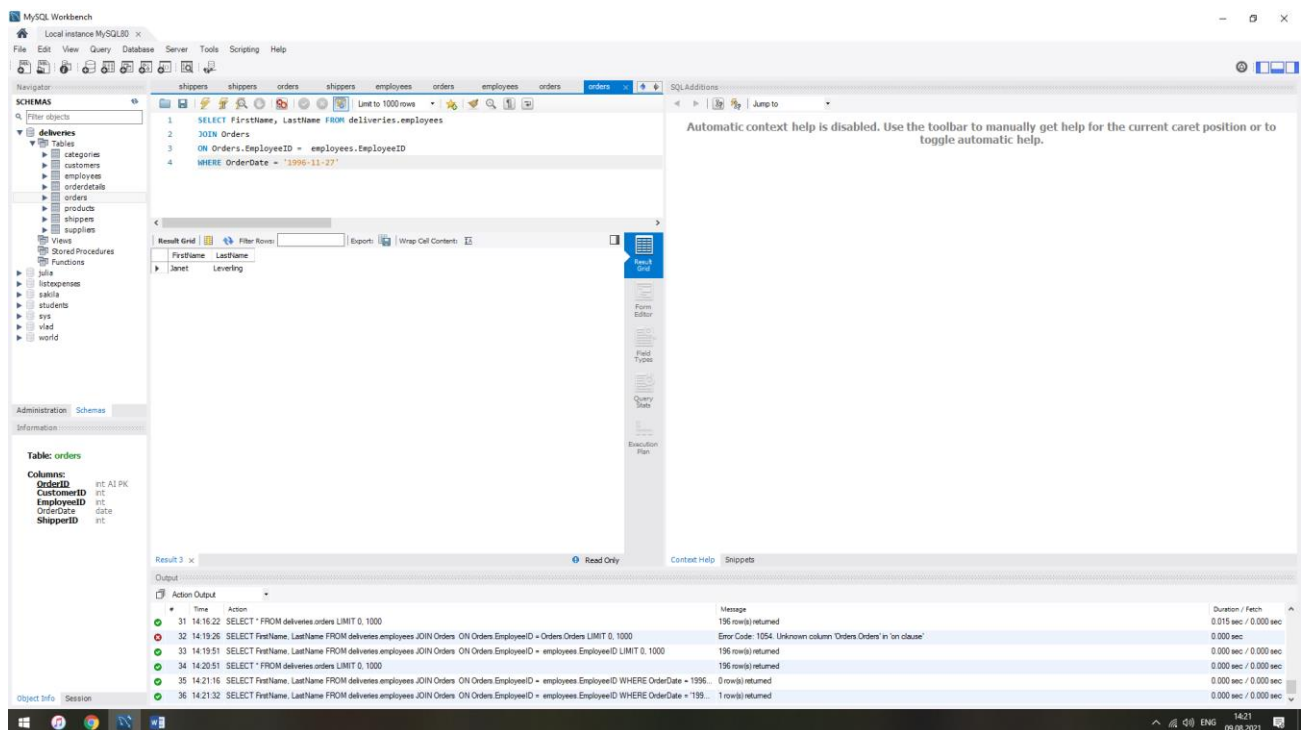 MySQL Workbench
Local instance MySQL80 ×
File Edit View Query Database Server Tools Scripting Help
Navigator
SCHEMAS
Filter objects
deliveries
Tables
categories
customers
employees
orderdetails
orders
products
shippers
suppliers
Views
Stored Procedures
Functions
julia
listexpenses
sakila
students
sys
vlad
world
Administration Schemas
Information
Table: orders
Columns:
OrderID int AI PK
CustomerID int
EmployeeID int
OrderDate date
ShipperID int
Object Info Session
shippers shippers orders shippers employees orders employees orders orders ×
Limit to 1000 rows
1 SELECT FirstName, LastName FROM deliveries.employees
2 JOIN Orders
3 ON Orders.EmployeeID = employees.EmployeeID
4 WHERE OrderDate = '1996-11-27'
Result Grid Filter Rows: Export: Wrap Cell Content:
FirstName LastName
Janet Leverling
Result Grid
Form Editor
Field Types
Query Stats
Execution Plan
Result 3 × Read Only
SQLAdditions
Jump to
Automatic context help is disabled. Use the toolbar to manually get help for the current caret position or to
toggle automatic help.
Context Help Snippets
Output
Action Output
# Time Action Message Duration / Fetch
31 14:16:22 SELECT * FROM deliveries.orders LIMIT 0, 1000 196 row(s) returned 0.015 sec / 0.000 sec
32 14:19:26 SELECT FirstName, LastName FROM deliveries.employees JOIN Orders ON Orders.EmployeeID = Orders.Orders LIMIT 0, 1000 Error Code: 1054. Unknown column 'Orders.Orders' in 'on clause' 0.000 sec
33 14:19:51 SELECT FirstName, LastName FROM deliveries.employees JOIN Orders ON Orders.EmployeeID = employees.EmployeeID LIMIT 0, 1000 196 row(s) returned 0.000 sec / 0.000 sec
34 14:20:51 SELECT * FROM deliveries.orders LIMIT 0, 1000 196 row(s) returned 0.000 sec / 0.000 sec
35 14:21:16 SELECT FirstName, LastName FROM deliveries.employees JOIN Orders ON Orders.EmployeeID = employees.EmployeeID WHERE OrderDate = 1996... 0 row(s) returned 0.000 sec / 0.000 sec
36 14:21:32 SELECT FirstName, LastName FROM deliveries.employees JOIN Orders ON Orders.EmployeeID = employees.EmployeeID WHERE OrderDate = '199... 1 row(s) returned 0.000 sec / 0.000 sec
ENG 14:21
09.08.2021